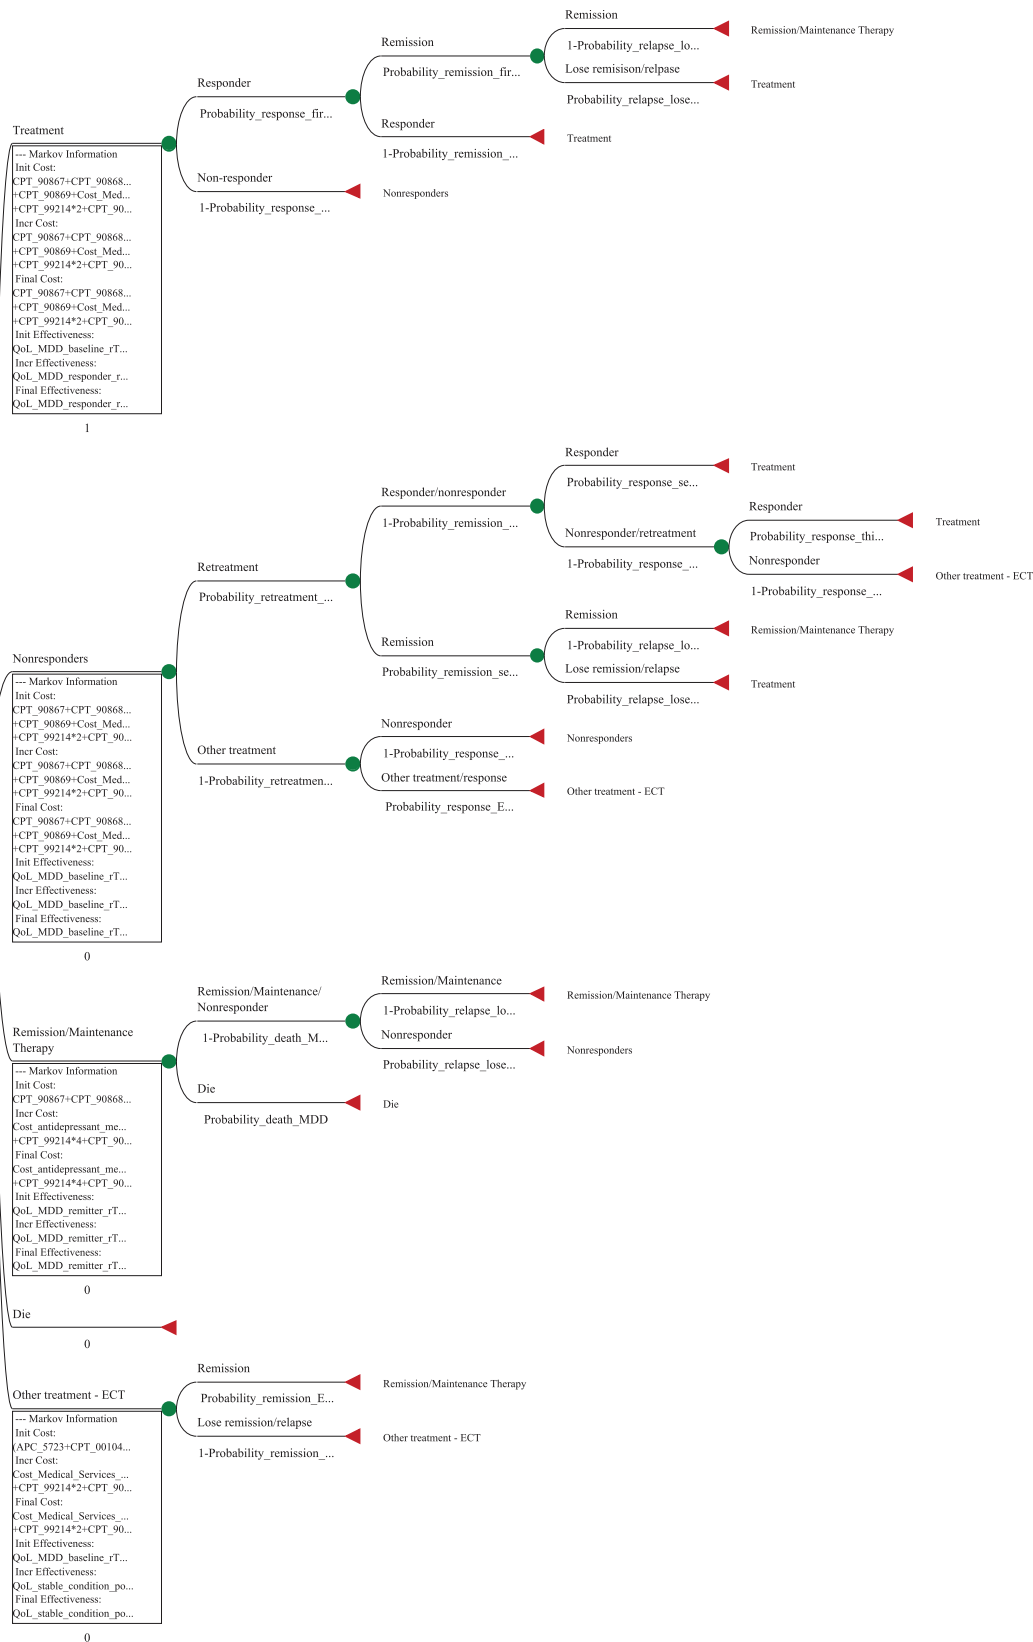 Remission
Remission/Maintenance Therapy
1-Probability_relapse_lo...
Remission
Probability_remission_fir...
Lose remisison/relpase
Treatment
Probability_relapse_lose...
Responder
Probability_response_fir...
Responder
Treatment
1-Probability_remission_...
Treatment
Non-responder
Nonresponders
1-Probability_response_...
--- Markov Information
Init Cost:
CPT_90867+CPT_90868...
+CPT_90869+Cost_Med...
+CPT_99214*2+CPT_90...
Incr Cost:
CPT_90867+CPT_90868...
+CPT_90869+Cost_Med...
+CPT_99214*2+CPT_90...
Final Cost:
CPT_90867+CPT_90868...
+CPT_90869+Cost_Med...
+CPT_99214*2+CPT_90...
Init Effectiveness:
QoL_MDD_baseline_rT...
Incr Effectiveness:
QoL_MDD_responder_r...
Final Effectiveness:
QoL_MDD_responder_r...
1
Responder
Treatment
Probability_response_se...
Responder/nonresponder
1-Probability_remission_...
Responder
Treatment
Probability_response_thi...
Nonresponder/retreatment
1-Probability_response_...
Nonresponder
Other treatment - ECT
1-Probability_response_...
Retreatment
Probability_retreatment_...
Remission
Remission/Maintenance Therapy
1-Probability_relapse_lo...
Remission
Probability_remission_se...
Lose remission/relapse
Treatment
Probability_relapse_lose...
Nonresponders
Nonresponder
Nonresponders
1-Probability_response_...
Other treatment
1-Probability_retreatmen...
Other treatment/response
Other treatment - ECT
Probability_response_E...
--- Markov Information
Init Cost:
CPT_90867+CPT_90868...
+CPT_90869+Cost_Med...
+CPT_99214*2+CPT_90...
Incr Cost:
CPT_90867+CPT_90868...
+CPT_90869+Cost_Med...
+CPT_99214*2+CPT_90...
Final Cost:
CPT_90867+CPT_90868...
+CPT_90869+Cost_Med...
+CPT_99214*2+CPT_90...
Init Effectiveness:
QoL_MDD_baseline_rT...
Incr Effectiveness:
QoL_MDD_baseline_rT...
Final Effectiveness:
QoL_MDD_baseline_rT...
0
Remission/Maintenance
Remission/Maintenance Therapy
1-Probability_relapse_lo...
Remission/Maintenance/
Nonresponder
1-Probability_death_M...
Nonresponder
Nonresponders
Probability_relapse_lose...
Remission/Maintenance
Therapy
Die
Die
Probability_death_MDD
--- Markov Information
Init Cost:
CPT_90867+CPT_90868...
Incr Cost:
Cost_antidepressant_me...
+CPT_99214*4+CPT_90...
Final Cost:
Cost_antidepressant_me...
+CPT_99214*4+CPT_90...
Init Effectiveness:
QoL_MDD_remitter_rT...
Incr Effectiveness:
QoL_MDD_remitter_rT...
Final Effectiveness:
QoL_MDD_remitter_rT...
0
Die
0
Remission
Remission/Maintenance Therapy
Probability_remission_E...
Other treatment - ECT
Lose remission/relapse
Other treatment - ECT
1-Probability_remission_...
--- Markov Information
Init Cost:
(APC_5723+CPT_00104...
Incr Cost:
Cost_Medical_Services_...
+CPT_99214*2+CPT_90...
Final Cost:
Cost_Medical_Services_...
+CPT_99214*2+CPT_90...
Init Effectiveness:
QoL_MDD_baseline_rT...
Incr Effectiveness:
QoL_stable_condition_po...
Final Effectiveness:
QoL_stable_condition_po...
0